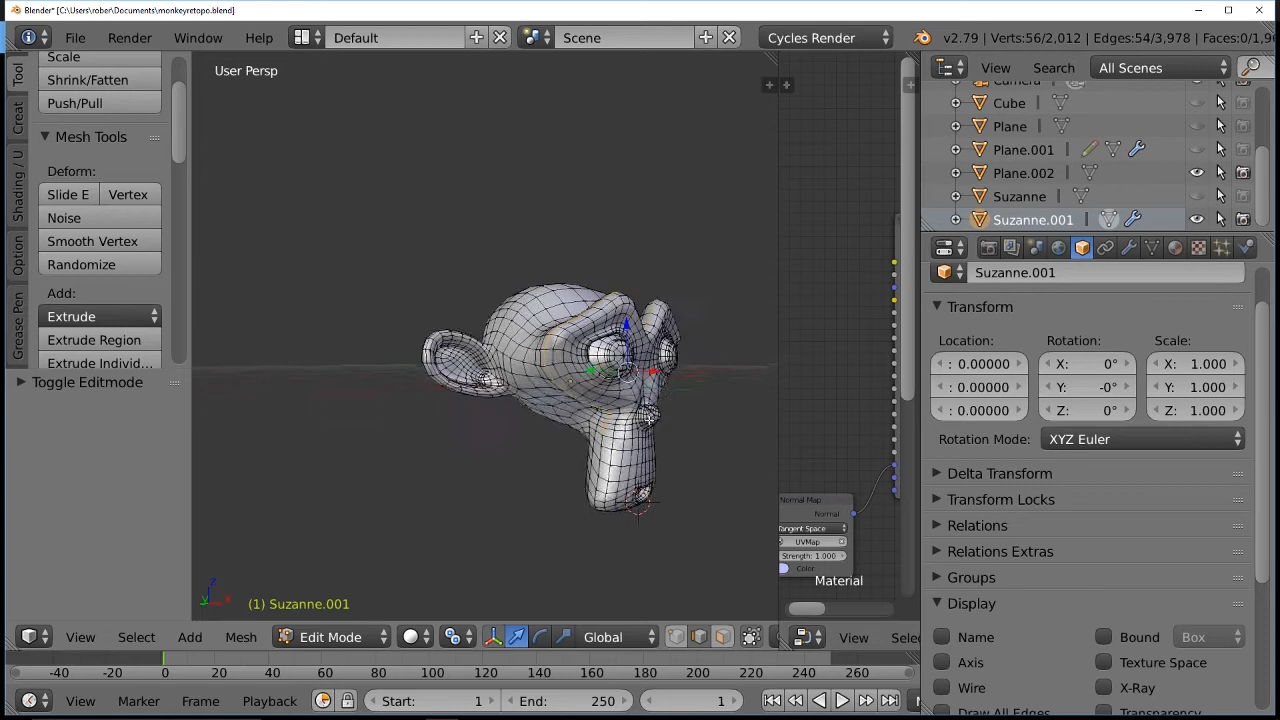 Blender* [C:\Users\rober\Documents\monkeyretopo.blend]
File Render Window Help Default Scene Cycles Render v2.79 | Verts:56/2,012 | Edges:54/3,978 | Faces:0/1,9
Scale
Shrink/Fatten
Push/Pull
Mesh Tools
Deform:
Slide E Vertex
Noise
Smooth Vertex
Randomize
Add:
Extrude
Extrude Region
Extrude Individ...
Toggle Editmode
Tool
Creat
Shading / U
Option
Grease Pen
User Persp
(1) Suzanne.001
Normal Map
Normal
Tangent Space
UVMap
Strength: 1.000
Color
Material
View Search All Scenes
Camera
Cube
Plane
Plane.001
Plane.002
Suzanne
Suzanne.001
Suzanne.001
Transform
Location: Rotation: Scale:
: 0.00000 X: 0° X: 1.000
: 0.00000 Y: -0° Y: 1.000
: 0.00000 Z: 0° Z: 1.000
Rotation Mode: XYZ Euler
Delta Transform
Transform Locks
Relations
Relations Extras
Groups
Display
Name Bound Box
Axis Texture Space
Wire X-Ray
Draw All Edges Transparency
View Select Add Mesh Edit Mode Global View Selec
-40 -20 0 20 40 60 80 100 120 140 160 180 200 220 240 260
View Marker Frame Playback Start: 1 End: 250 1